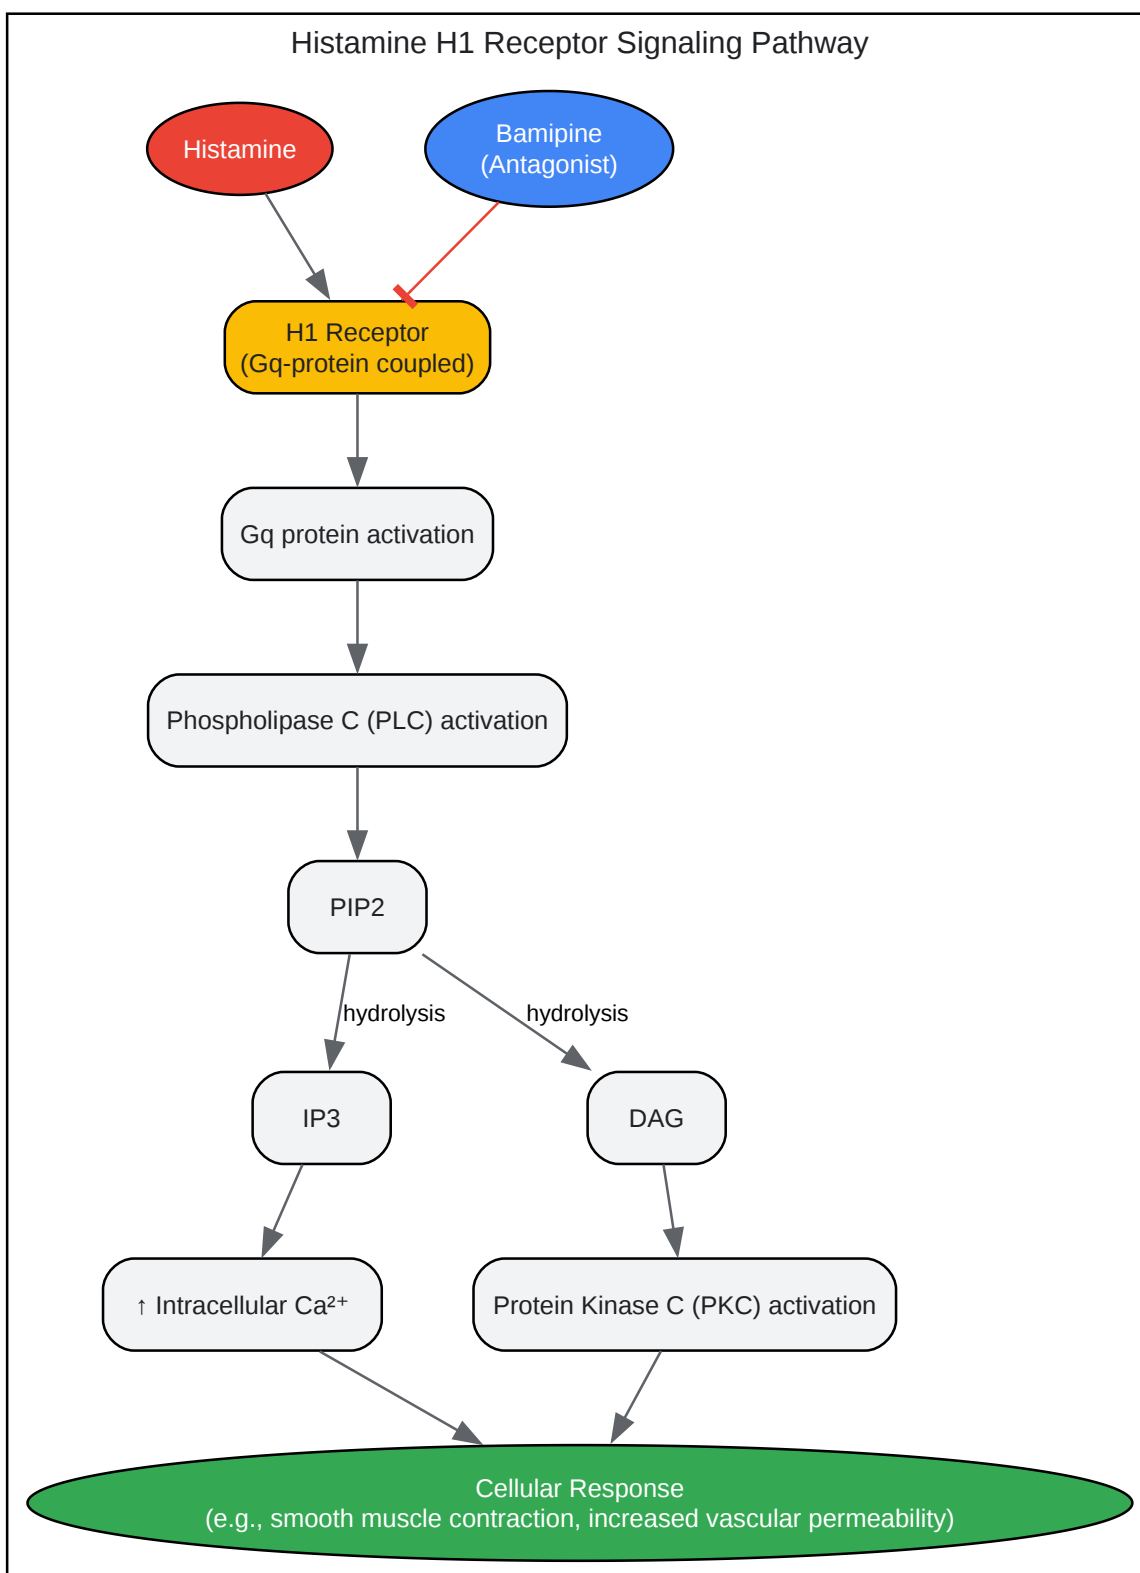 Histamine H1 Receptor Signaling Pathway
Histamine
Bamipine
(Antagonist)
H1 Receptor
(Gq-protein coupled)
Gq protein activation
Phospholipase C (PLC) activation
PIP2
hydrolysis
hydrolysis
IP3
DAG
↑ Intracellular Ca²⁺
Protein Kinase C (PKC) activation
Cellular Response
(e.g., smooth muscle contraction, increased vascular permeability)